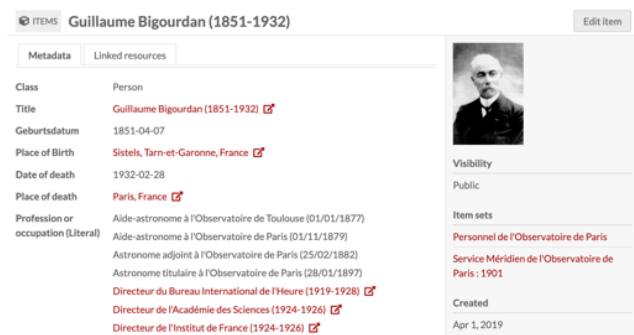 ITEMS Guillaume Bigourdan (1851-1932)
Edit item
Metadata Linked resources
Class Person
Title Guillaume Bigourdan (1851-1932)
Geburtsdatum 1851-04-07
Place of Birth Sistels, Tarn-et-Garonne, France
Date of death 1932-02-28
Place of death Paris, France
Profession or occupation (Literal) Aide-astronome à l'Observatoire de Toulouse (01/01/1877)
Aide-astronome à l'Observatoire de Paris (01/11/1879)
Astronome adjoint à l'Observatoire de Paris (25/02/1882)
Astronome titulaire à l'Observatoire de Paris (28/01/1897)
Directeur du Bureau International de l'Heure (1919-1928)
Directeur de l'Académie des Sciences (1924-1926)
Directeur de l'Institut de France (1924-1926)
Visibility
Public
Item sets
Personnel de l'Observatoire de Paris
Service Méridien de l'Observatoire de
Paris : 1901
Created
Apr 1, 2019